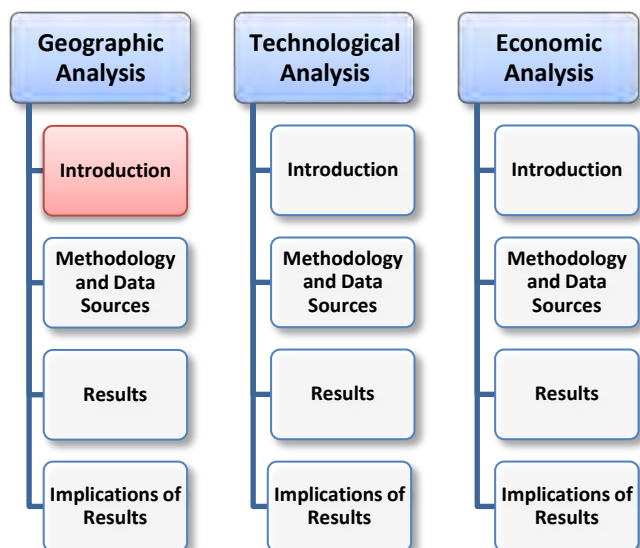 Geographic
Analysis
Introduction
Methodology
and Data
Sources
Results
Implications of
Results
Technological
Analysis
Introduction
Methodology
and Data
Sources
Results
Implications of
Results
Economic
Analysis
Introduction
Methodology
and Data
Sources
Results
Implications of
Results